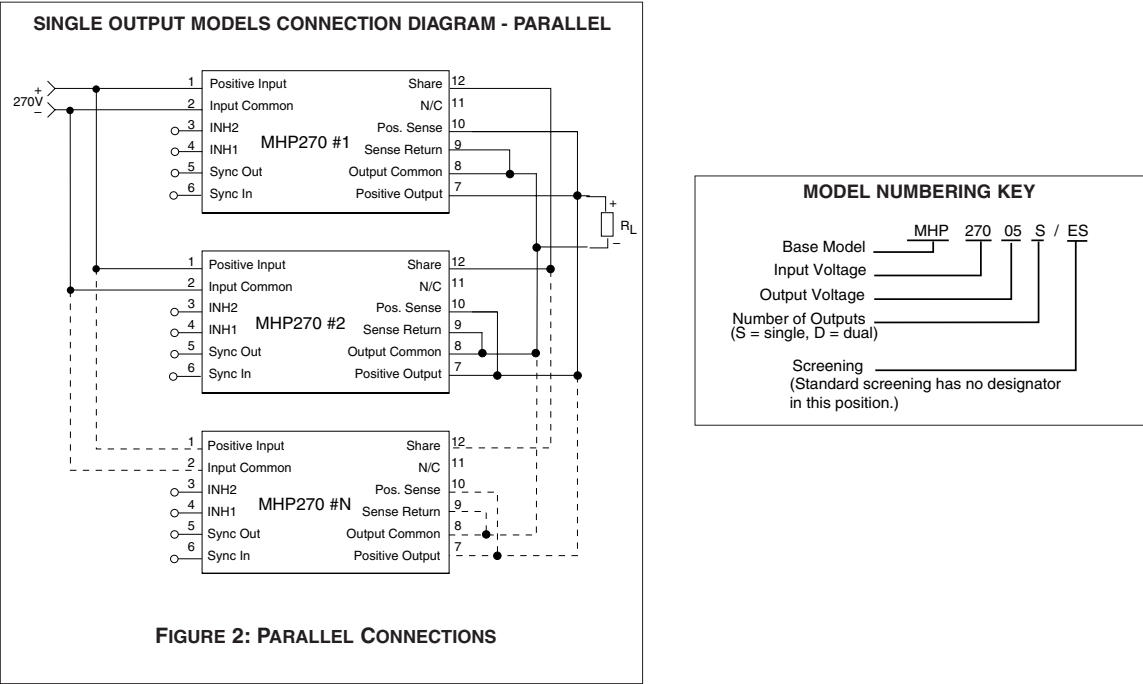 SINGLE OUTPUT MODELS CONNECTION DIAGRAM - PARALLEL
+
270V
–
1 Positive Input Share 12
2 Input Common N/C 11
3 INH2 Pos. Sense 10
MHP270 #1
4 INH1 Sense Return 9
5 Sync Out Output Common 8
6 Sync In Positive Output 7
+
RL
–
1 Positive Input Share 12
2 Input Common N/C 11
3 INH2 Pos. Sense 10
MHP270 #2
4 INH1 Sense Return 9
5 Sync Out Output Common 8
6 Sync In Positive Output 7
1 Positive Input Share 12
2 Input Common N/C 11
3 INH2 Pos. Sense 10
MHP270 #N
4 INH1 Sense Return 9
5 Sync Out Output Common 8
6 Sync In Positive Output 7
FIGURE 2: PARALLEL CONNECTIONS
MODEL NUMBERING KEY
MHP 270 05 S / ES
Base Model
Input Voltage
Output Voltage
Number of Outputs
(S = single, D = dual)
Screening
(Standard screening has no designator
in this position.)